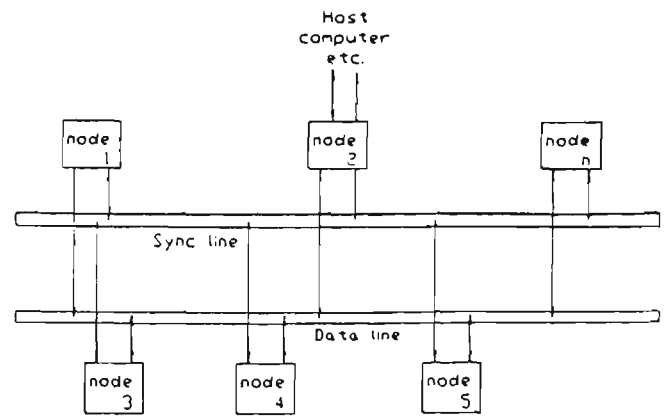 Host
computer
etc.
node
1
node
2
node
n
Sync line
Data line
node
3
node
4
node
5